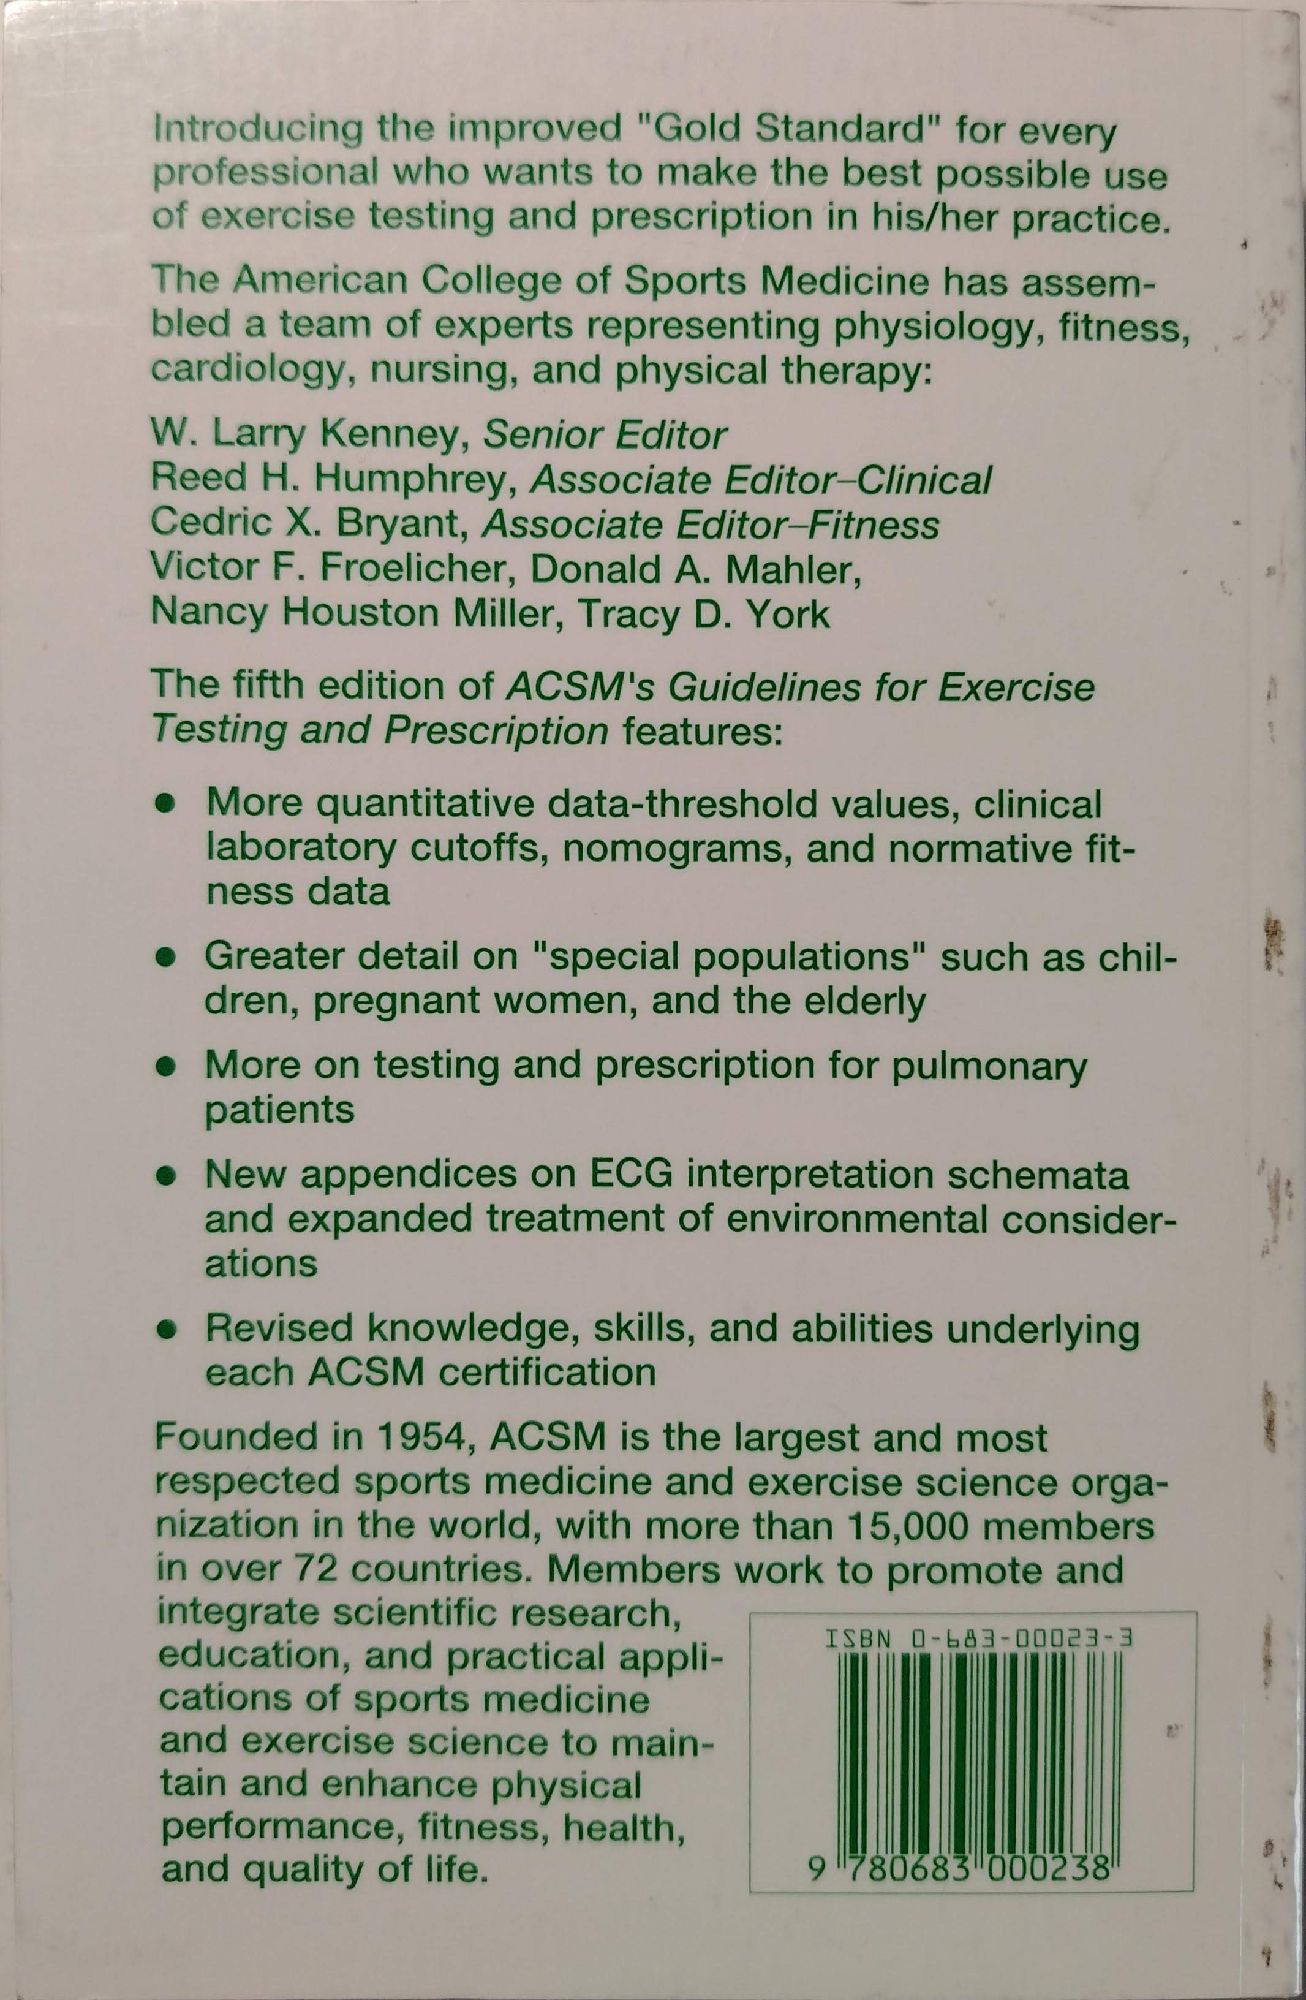 Introducing the improved "Gold Standard" for every
professional who wants to make the best possible use
of exercise testing and prescription in his/her practice.
The American College of Sports Medicine has assem-
bled a team of experts representing physiology, fitness,
cardiology, nursing, and physical therapy:
W. Larry Kenney, Senior Editor
Reed H. Humphrey, Associate Editor–Clinical
Cedric X. Bryant, Associate Editor–Fitness
Victor F. Froelicher, Donald A. Mahler,
Nancy Houston Miller, Tracy D. York
The fifth edition of ACSM's Guidelines for Exercise
Testing and Prescription features:
● More quantitative data-threshold values, clinical
laboratory cutoffs, nomograms, and normative fit-
ness data
● Greater detail on "special populations" such as chil-
dren, pregnant women, and the elderly
● More on testing and prescription for pulmonary
patients
● New appendices on ECG interpretation schemata
and expanded treatment of environmental consider-
ations
● Revised knowledge, skills, and abilities underlying
each ACSM certification
Founded in 1954, ACSM is the largest and most
respected sports medicine and exercise science orga-
nization in the world, with more than 15,000 members
in over 72 countries. Members work to promote and
integrate scientific research,
education, and practical appli-
cations of sports medicine
and exercise science to main-
tain and enhance physical
performance, fitness, health,
and quality of life.
ISBN 0-683-00023-3
9 780683 000238